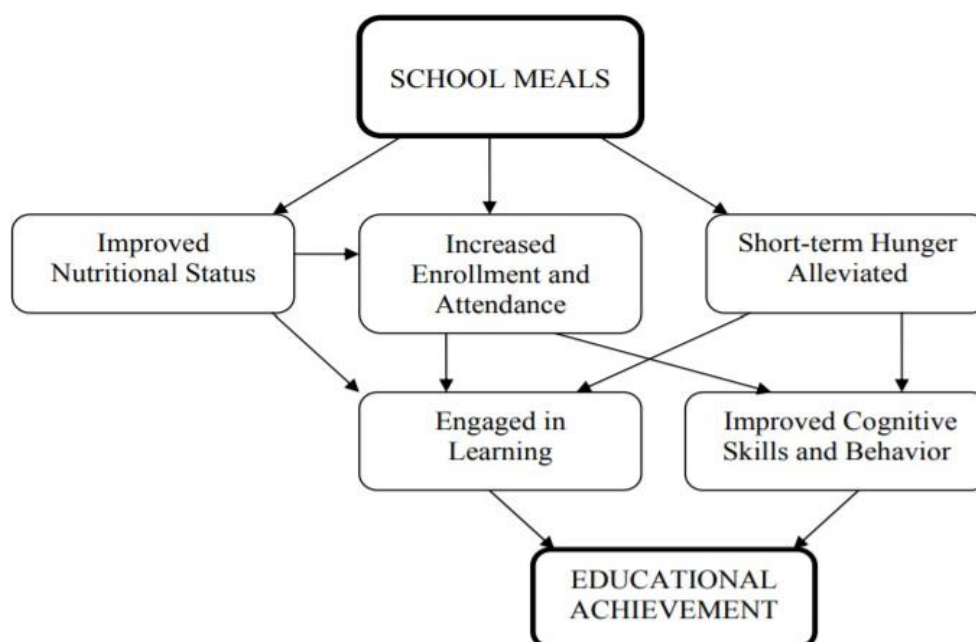 SCHOOL MEALS
Improved
Nutritional Status
Increased
Enrollment and
Attendance
Short-term Hunger
Alleviated
Engaged in
Learning
Improved Cognitive
Skills and Behavior
EDUCATIONAL
ACHIEVEMENT